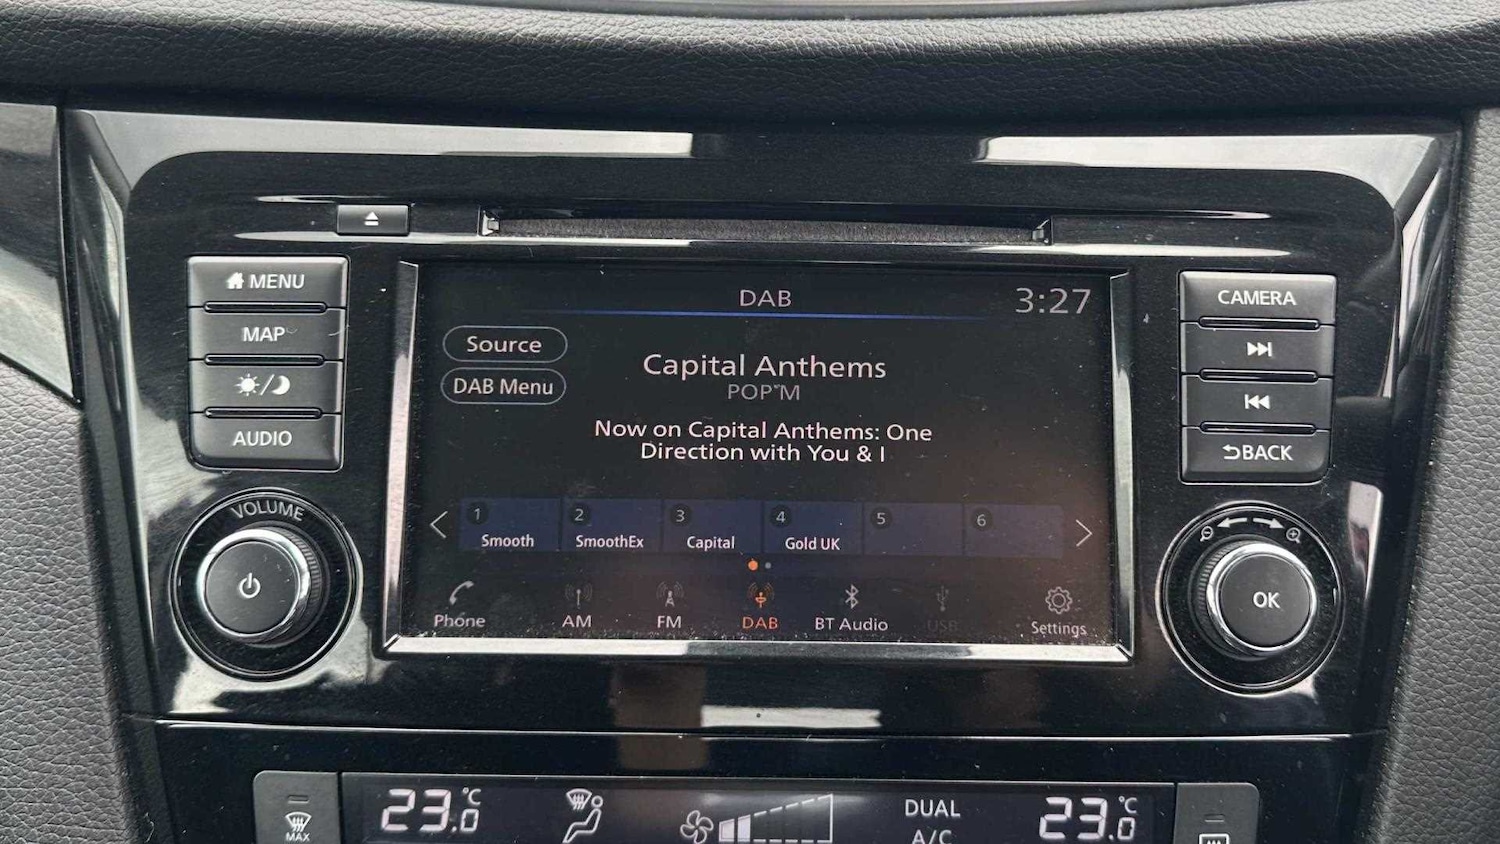 MENU
MAP
AUDIO
VOLUME
DAB
3:27
Source
DAB Menu
Capital Anthems
POP M
Now on Capital Anthems: One
Direction with You & I
1 Smooth
2 SmoothEx
3 Capital
4 Gold UK
5
6
Phone
AM
FM
DAB
BT Audio
USB
Settings
CAMERA
BACK
OK
MAX
23.0 °C
DUAL
A/C
23.0 °C